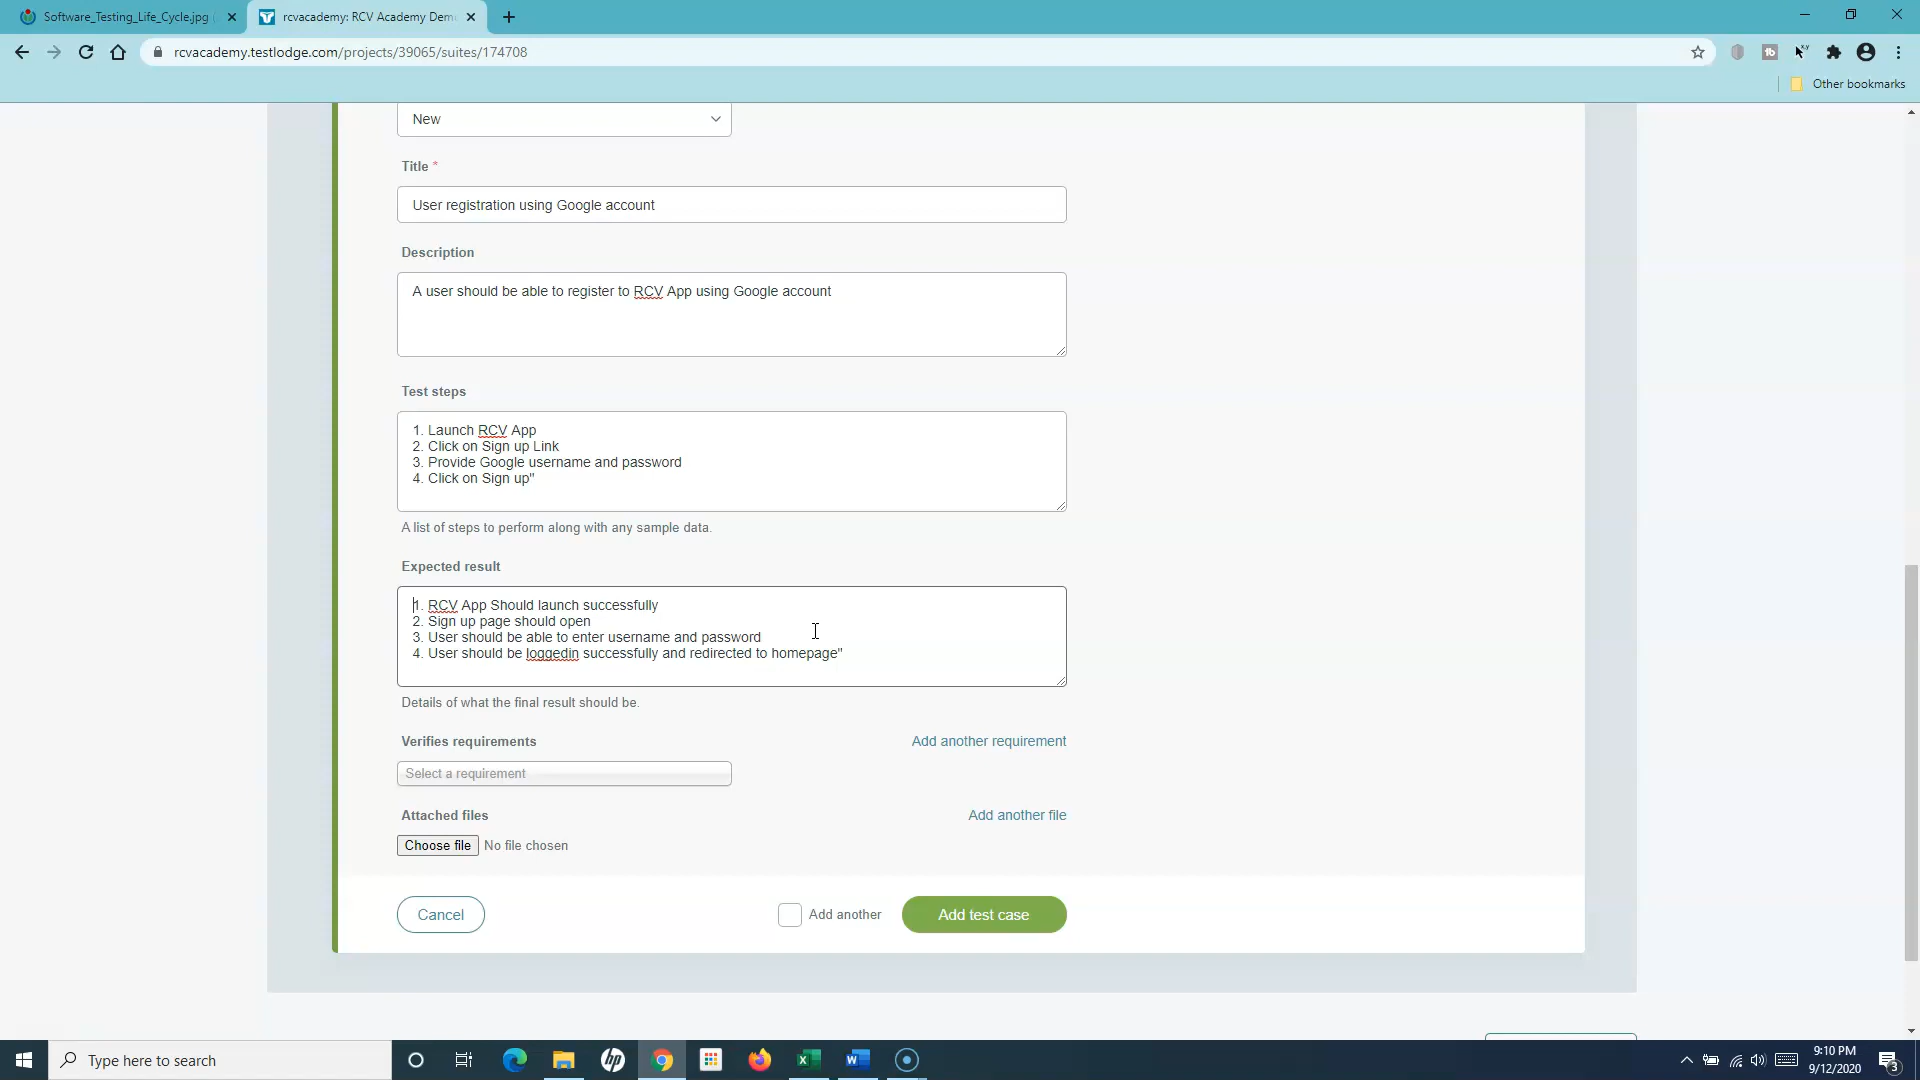 Software_Testing_Life_Cycle.jpg
rcvacademy: RCV Academy Dem
rcvacademy.testlodge.com/projects/39065/suites/174708
Other bookmarks
New
Title *
User registration using Google account
Description
A user should be able to register to RCV App using Google account
Test steps
1. Launch RCV App
2. Click on Sign up Link
3. Provide Google username and password
4. Click on Sign up"
A list of steps to perform along with any sample data.
Expected result
1. RCV App Should launch successfully
2. Sign up page should open
3. User should be able to enter username and password
4. User should be loggedin successfully and redirected to homepage"
Details of what the final result should be.
Verifies requirements
Add another requirement
Select a requirement
Attached files
Add another file
Choose file No file chosen
Cancel
Add another
Add test case
Type here to search
9:10 PM
9/12/2020
3